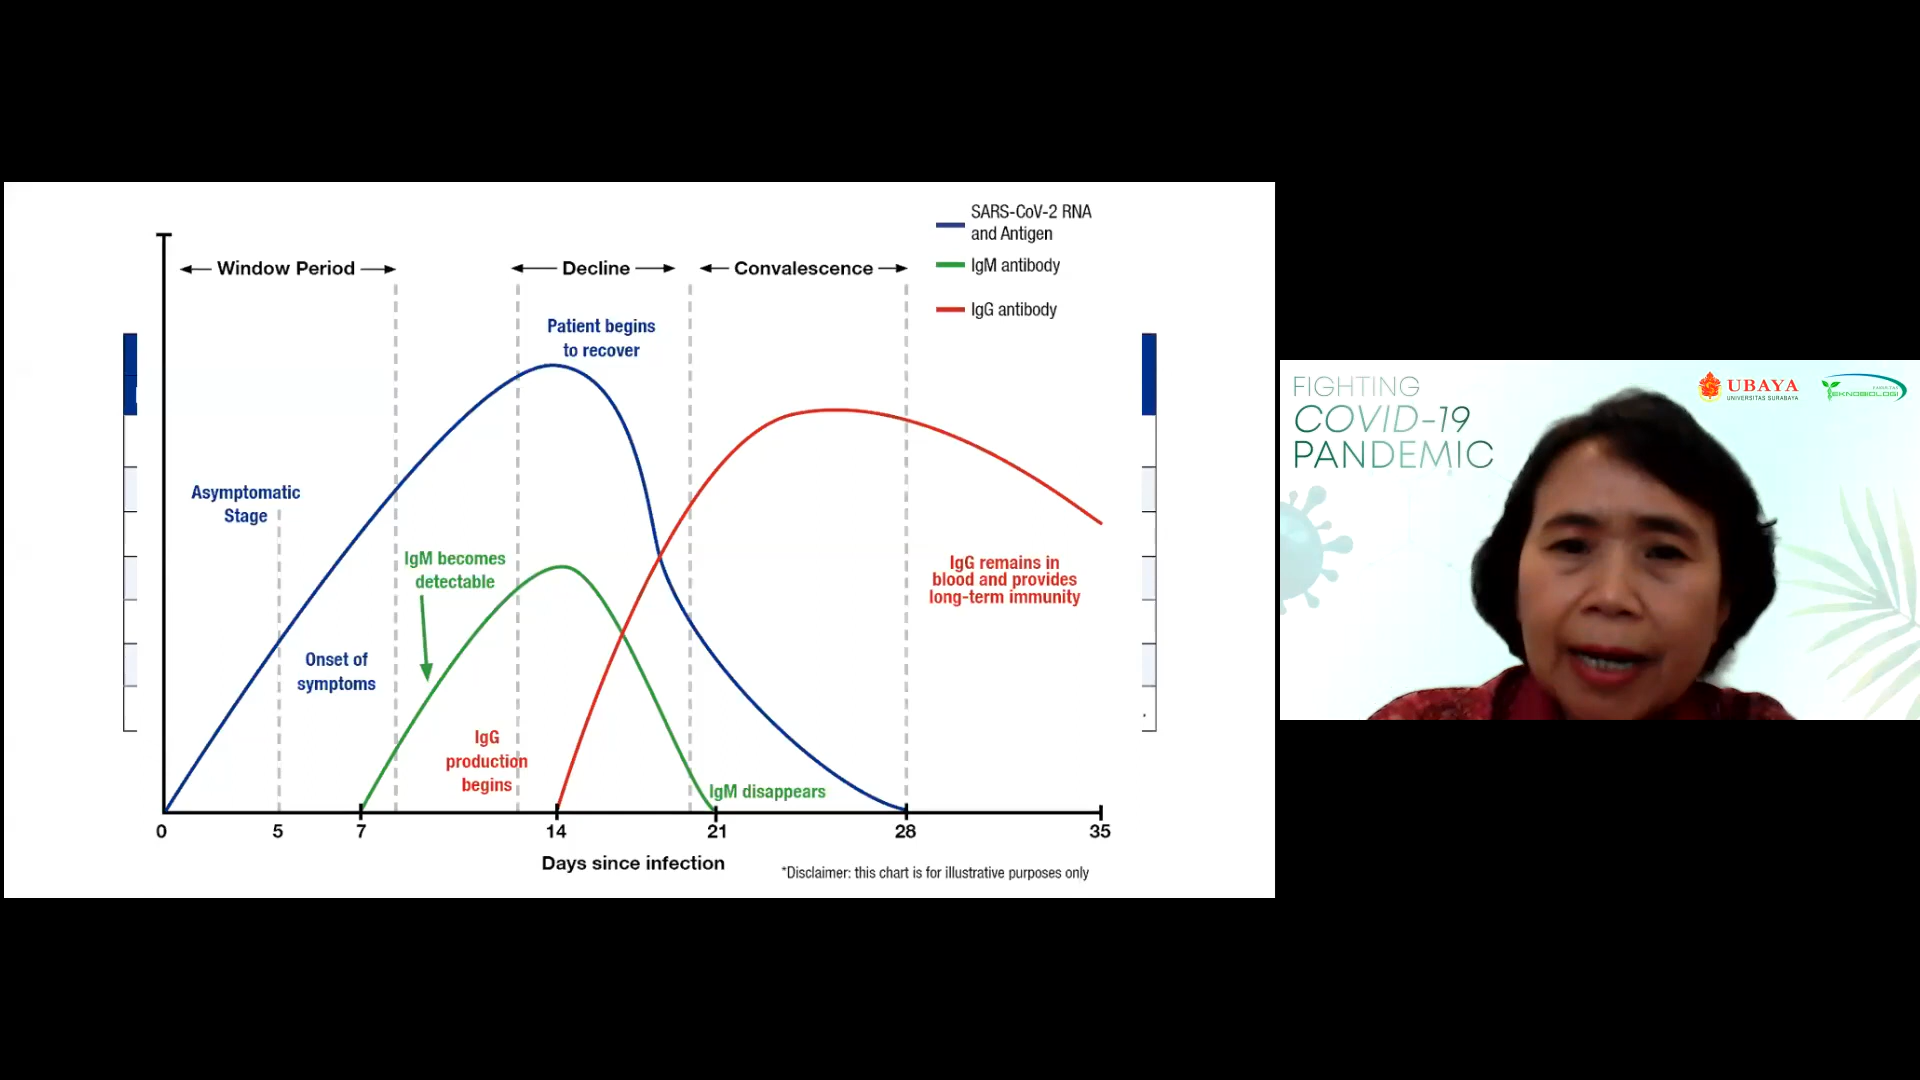 SARS-CoV-2 RNA
and Antigen
IgM antibody
IgG antibody
Window Period
Decline
Convalescence
Patient begins
to recover
Asymptomatic
Stage
IgM becomes
detectable
Onset of
symptoms
IgG
production
begins
IgM disappears
IgG remains in
blood and provides
long-term immunity
0 5 7 14 21 28 35
Days since infection
*Disclaimer: this chart is for illustrative purposes only
FIGHTING
COVID-19
PANDEMIC
UBAYA
UNIVERSITAS SURABAYA
FAKULTAS
TEKNOBIOLOGI